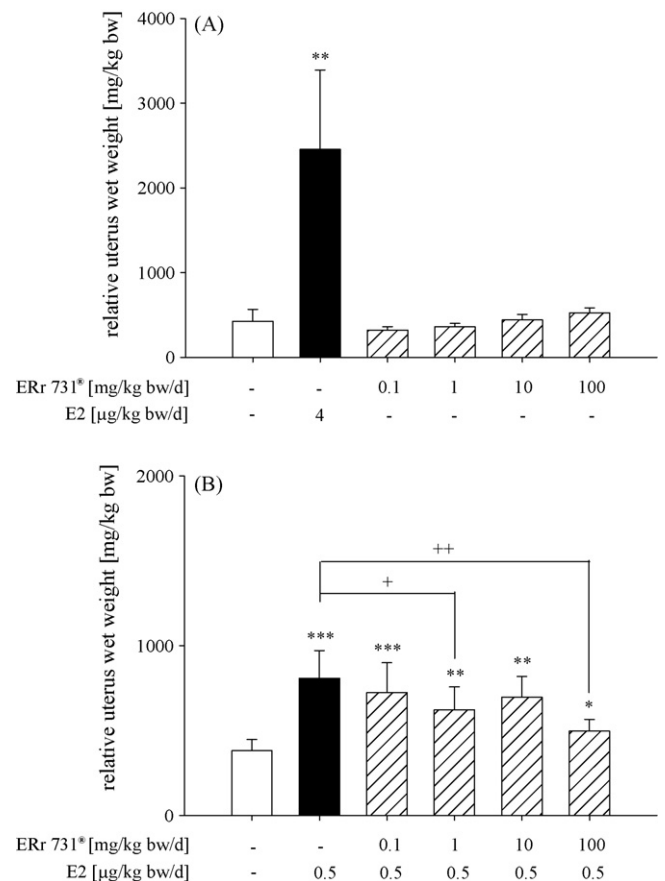 (A)
relative uterus wet weight [mg/kg bw]
4000
3000
2000
1000
0
**
ERr 731® [mg/kg bw/d] - - 0.1 1 10 100
E2 [µg/kg bw/d] - 4 - - - -
(B)
relative uterus wet weight [mg/kg bw]
2000
1000
0
++
+
*** *** ** ** *
ERr 731® [mg/kg bw/d] - - 0.1 1 10 100
E2 [µg/kg bw/d] - 0.5 0.5 0.5 0.5 0.5